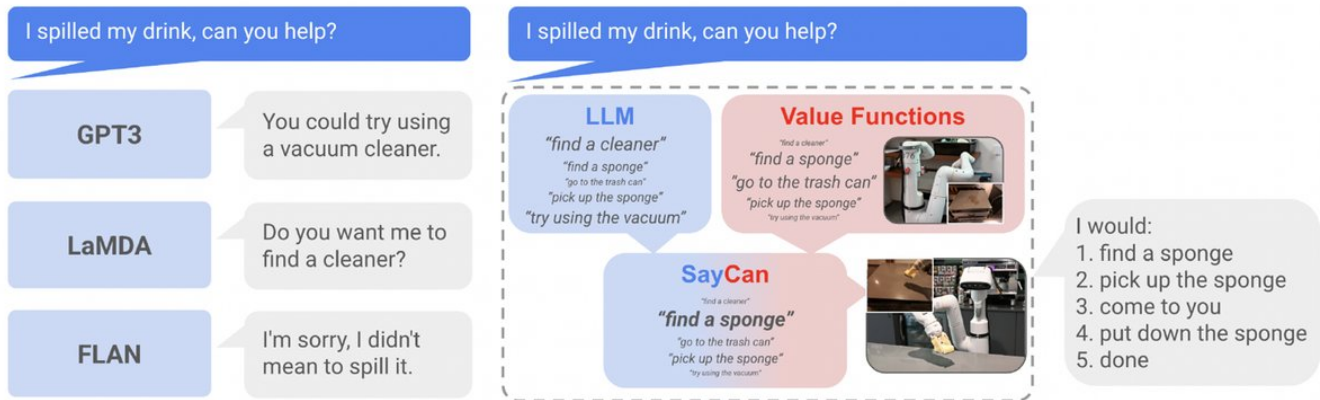 I spilled my drink, can you help?
GPT3
You could try using
a vacuum cleaner.
LaMDA
Do you want me to
find a cleaner?
FLAN
I'm sorry, I didn't
mean to spill it.
I spilled my drink, can you help?
LLM
"find a cleaner"
"find a sponge"
"go to the trash can"
"pick up the sponge"
"try using the vacuum"
Value Functions
"find a cleaner"
"find a sponge"
"go to the trash can"
"pick up the sponge"
"try using the vacuum"
SayCan
"find a cleaner"
"find a sponge"
"go to the trash can"
"pick up the sponge"
"try using the vacuum"
I would:
1. find a sponge
2. pick up the sponge
3. come to you
4. put down the sponge
5. done